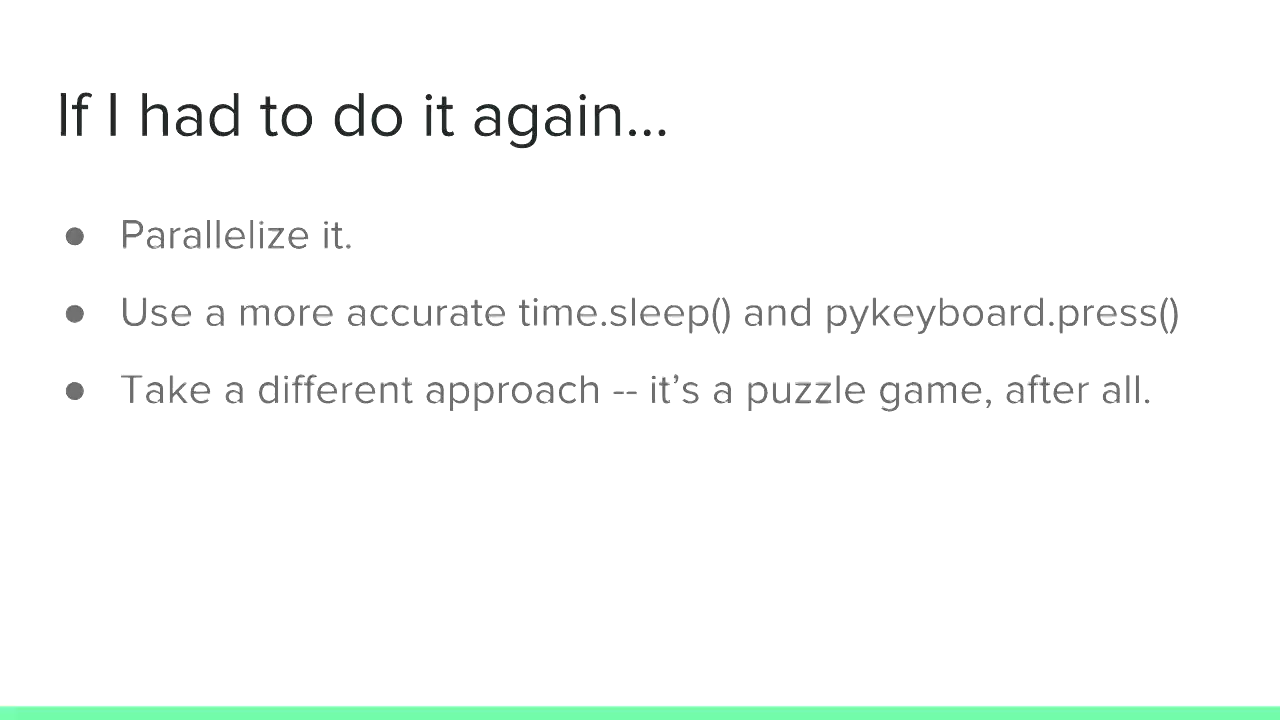 If I had to do it again...
● Parallelize it.
● Use a more accurate time.sleep() and pykeyboard.press()
● Take a different approach -- it’s a puzzle game, after all.